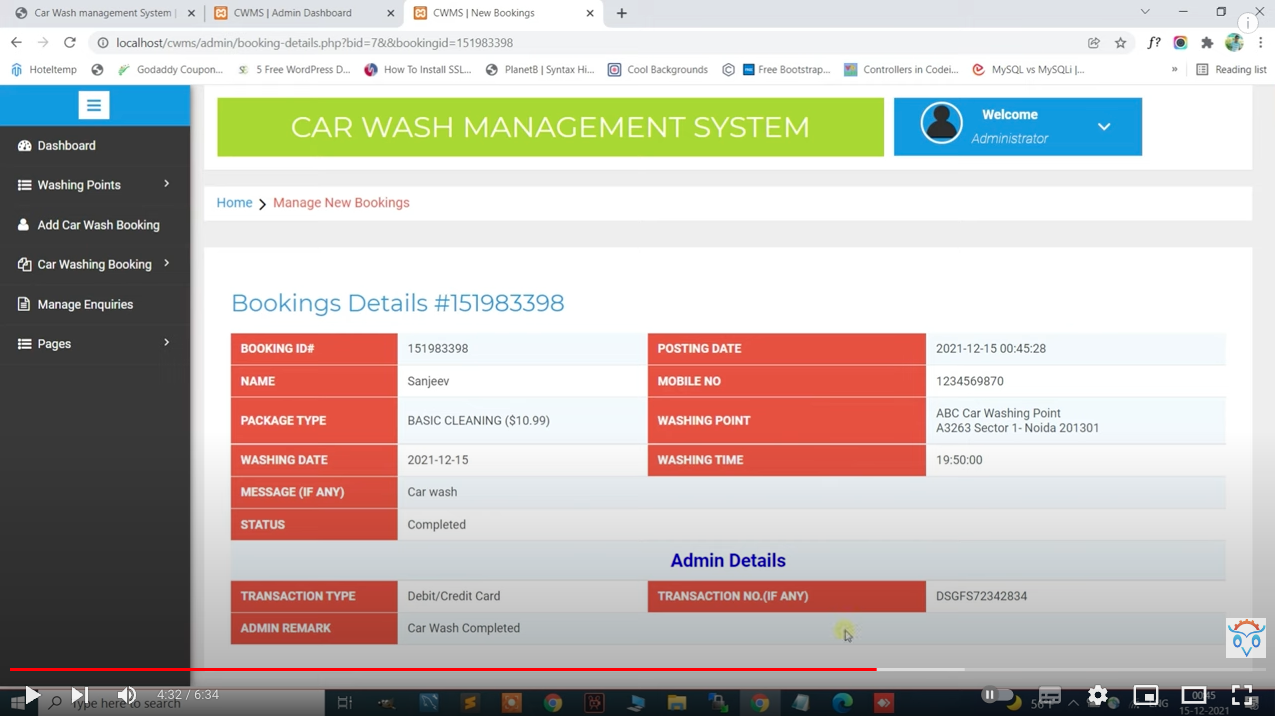 Car wash management System |
CWMS | Admin Dashboard
CWMS | New Bookings
localhost/cwms/admin/booking-details.php?bid=7&&bookingid=151983398
f?
Hoteltemp
Godaddy Coupon...
5 Free WordPress D...
How To Install SSL...
PlanetB | Syntax Hi...
Cool Backgrounds
Free Bootstrap...
Controllers in Codei...
MySQL vs MySQLi |...
»
Reading list
CAR WASH MANAGEMENT SYSTEM
Welcome
Administrator
Dashboard
Washing Points
Add Car Wash Booking
Car Washing Booking
Manage Enquiries
Pages
Home > Manage New Bookings
Bookings Details #151983398
BOOKING ID# 151983398 POSTING DATE 2021-12-15 00:45:28
NAME Sanjeev MOBILE NO 1234569870
PACKAGE TYPE BASIC CLEANING ($10.99) WASHING POINT ABC Car Washing Point
A3263 Sector 1- Noida 201301
WASHING DATE 2021-12-15 WASHING TIME 19:50:00
MESSAGE (IF ANY) Car wash
STATUS Completed
Admin Details
TRANSACTION TYPE Debit/Credit Card TRANSACTION NO.(IF ANY) DSGFS72342834
ADMIN REMARK Car Wash Completed
4:32 / 6:34
Type here to search
ENG
00:45
15-12-2021